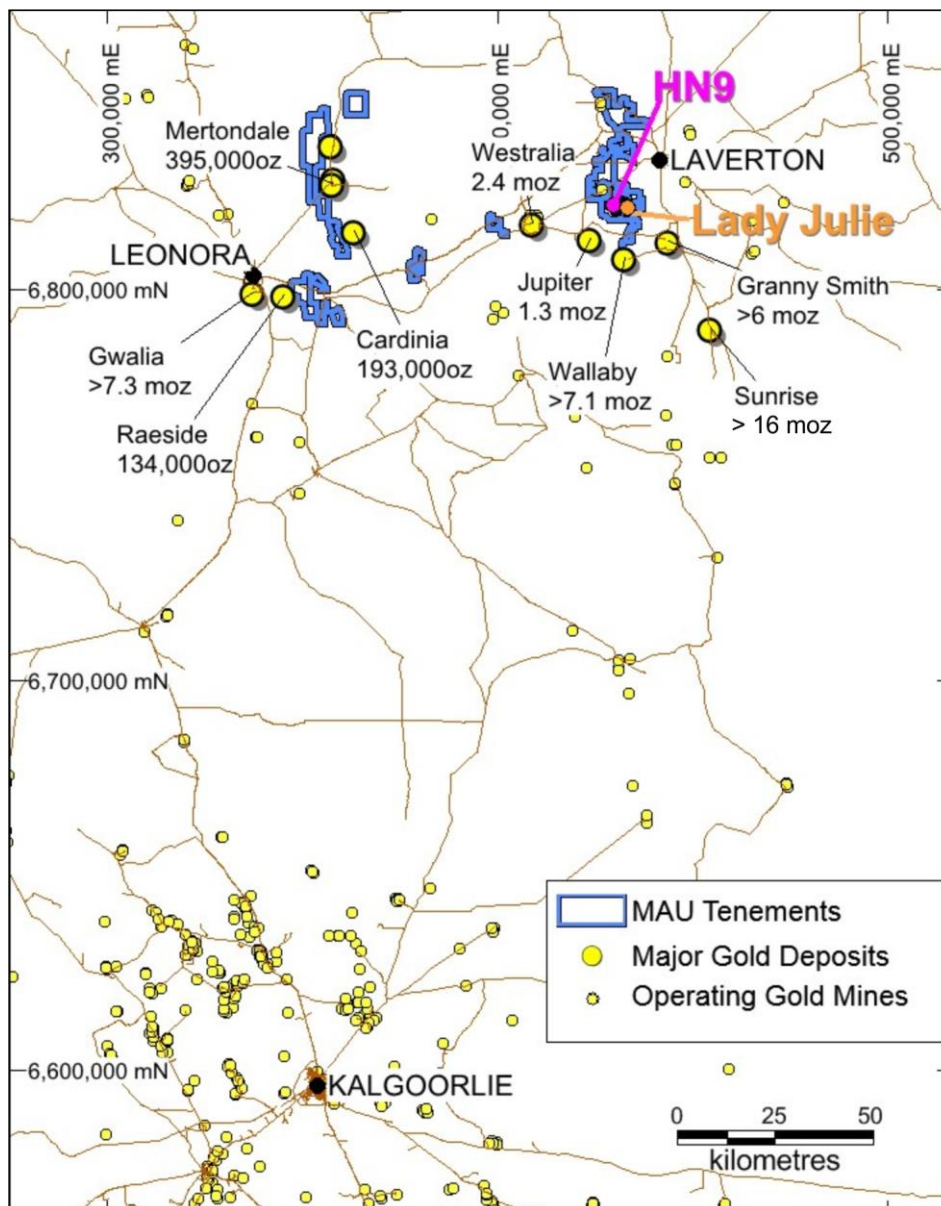 300,000 mE
0,000 mE
500,000 mE
HN9
Mertondale
395,000oz
Westralia
2.4 moz
LAVERTON
Lady Julie
LEONORA
6,800,000 mN
Jupiter
1.3 moz
Granny Smith
>6 moz
Gwalia
>7.3 moz
Cardinia
193,000oz
Wallaby
>7.1 moz
Sunrise
> 16 moz
Raeside
134,000oz
6,700,000 mN
MAU Tenements
Major Gold Deposits
Operating Gold Mines
6,600,000 mN
KALGOORLIE
0 25 50
kilometres